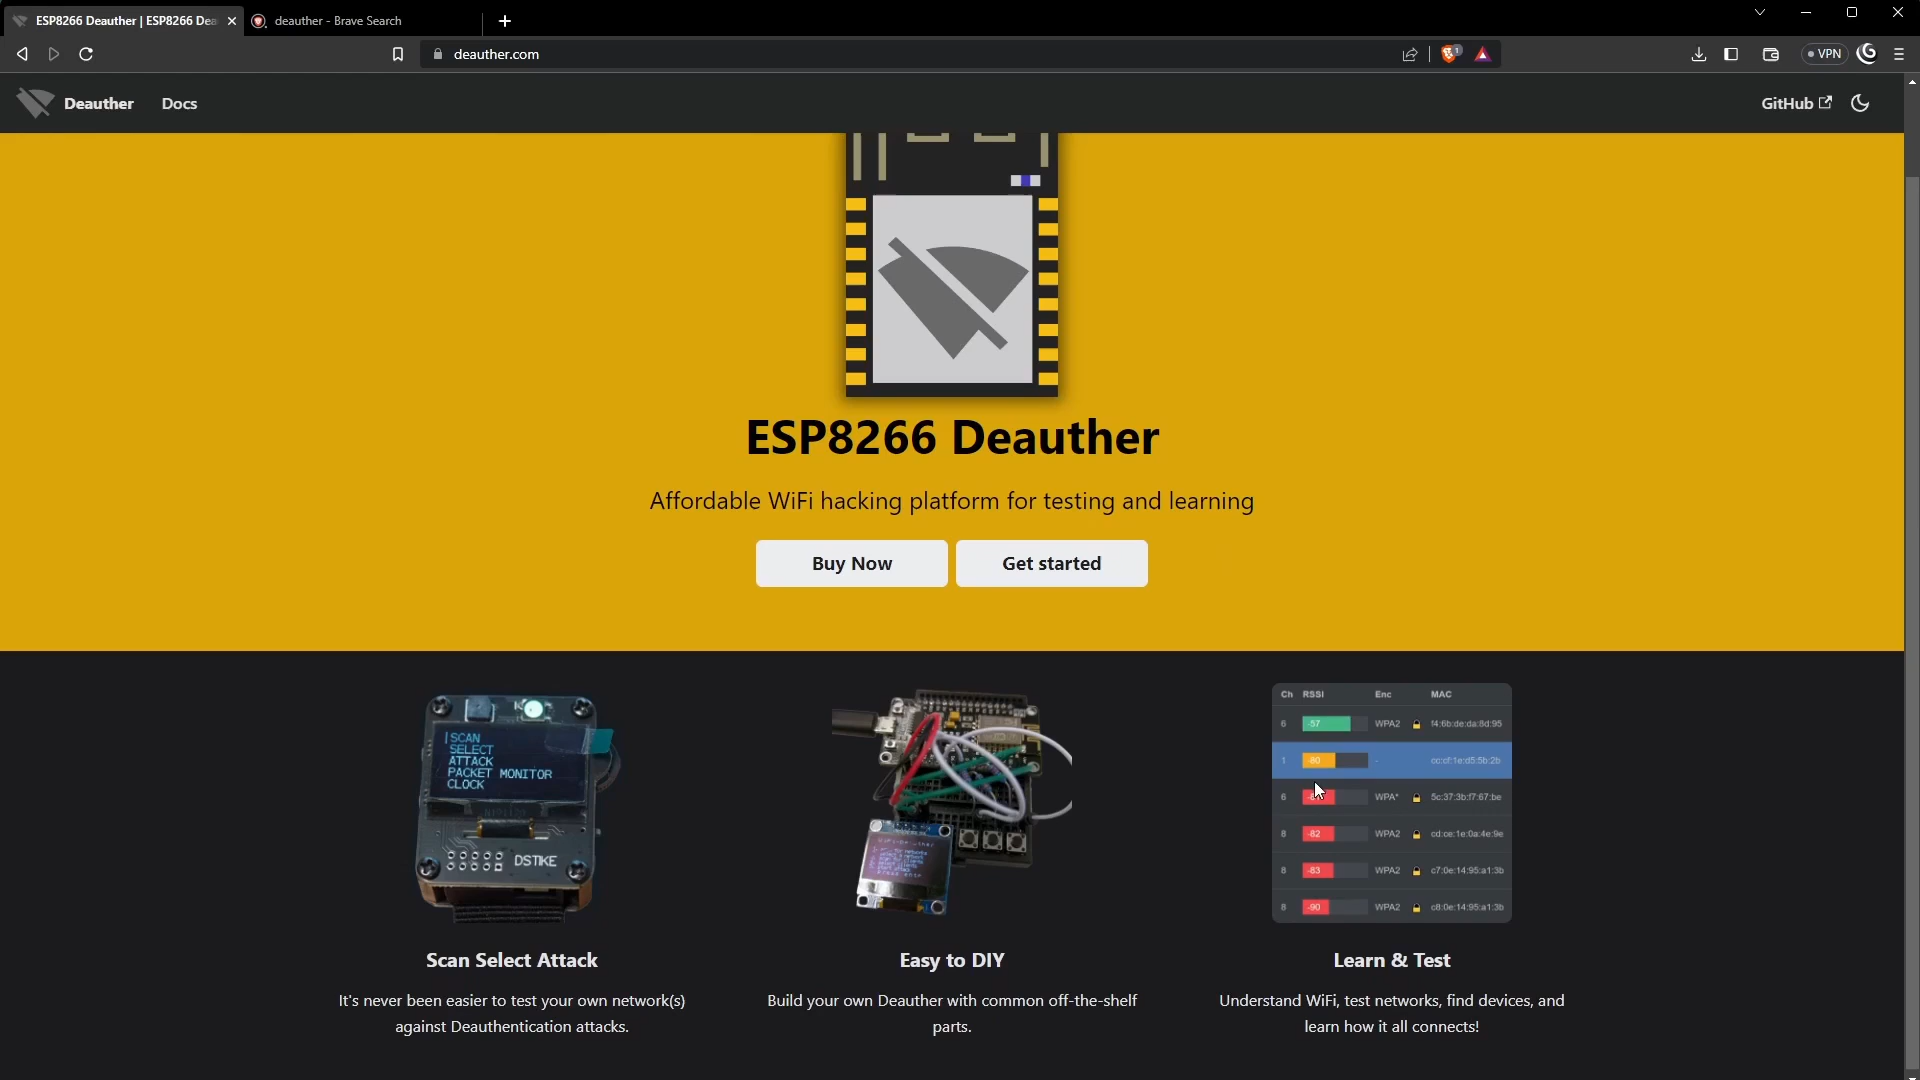 ESP8266 Deauther | ESP8266 Dea
deauther - Brave Search
deauther.com
1
VPN
Deauther
Docs
GitHub
ESP8266 Deauther
Affordable WiFi hacking platform for testing and learning
Buy Now
Get started
SCAN
SELECT
ATTACK
PACKET MONITOR
CLOCK
DSTIKE
Ch RSSI Enc MAC
6 -57 WPA2 f4:6b:de:da:8d:95
1 -80 - cc:cf:1e:d5:5b:2b
6 WPA* 5c:37:3b:f7:67:be
8 -82 WPA2 cd:ce:1e:0a:4e:9e
8 -83 WPA2 c7:0e:14:95:a1:3b
8 -90 WPA2 c8:0e:14:95:a1:3b
Scan Select Attack
It's never been easier to test your own network(s)
against Deauthentication attacks.
Easy to DIY
Build your own Deauther with common off-the-shelf
parts.
Learn & Test
Understand WiFi, test networks, find devices, and
learn how it all connects!